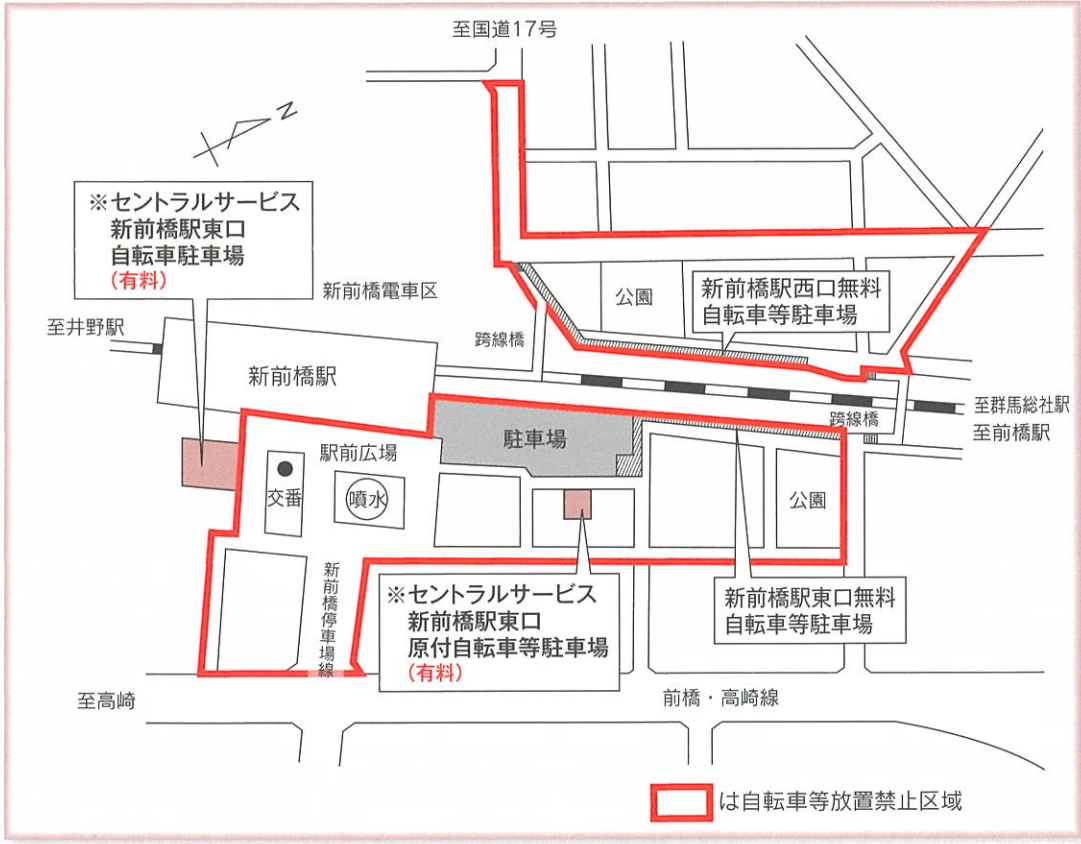 至国道17号
N
※セントラルサービス
新前橋駅東口
自転車駐車場
(有料)
新前橋電車区
公園
新前橋駅西口無料
自転車等駐車場
至井野駅
跨線橋
新前橋駅
跨線橋
至群馬総社駅
至前橋駅
駐車場
駅前広場
交番
噴水
公園
新前橋停車場線
※セントラルサービス
新前橋駅東口
原付自転車等駐車場
(有料)
新前橋駅東口無料
自転車等駐車場
至高崎
前橋・高崎線
は自転車等放置禁止区域